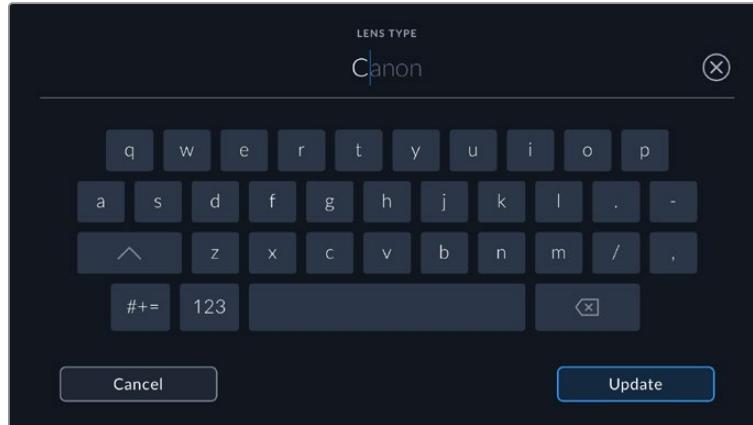 LENS TYPE
Canon
q w e r t y u i o p
a s d f g h j k l . -
z x c v b n m / ,
#+= 123
Cancel Update